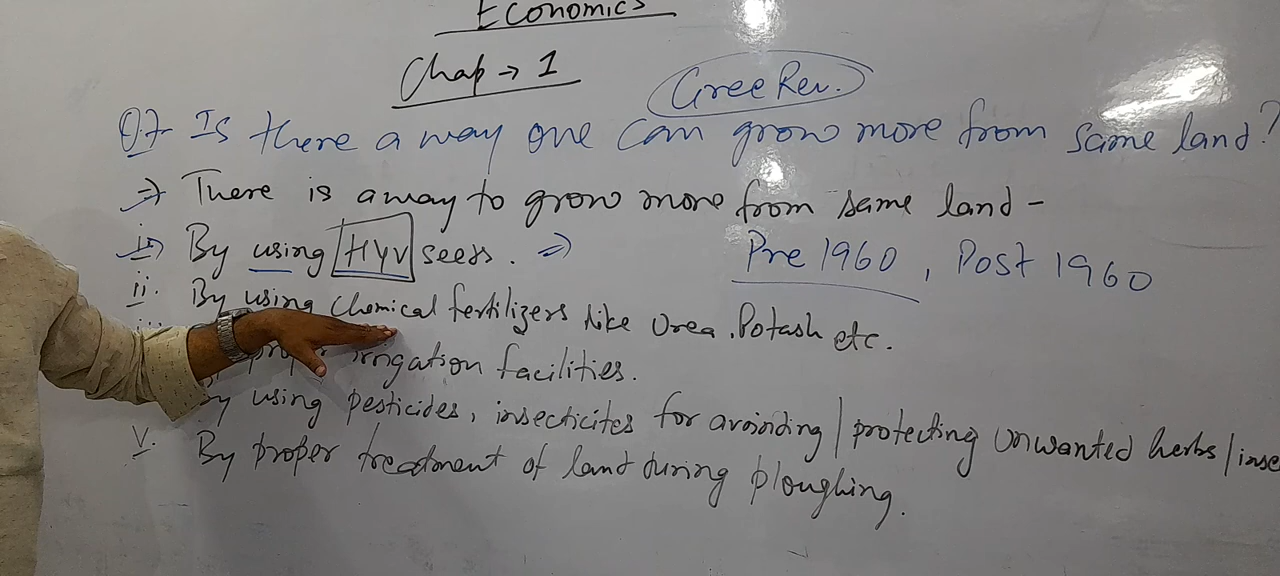 Economics
Chap → 1
Gree Rev.
Q7- Is there a way one can grow more from same land?
⇒ There is a way to grow more from same land -
i⇒ By using HYV seeds. ⇒
Pre 1960, Post 1960
ii. By using chemical fertilizers like Urea, Potash etc.
proper irrigation facilities.
By using pesticides, insecticites for avoinding / protecting unwanted herbs / inse
v. By proper treatment of land during ploughing.